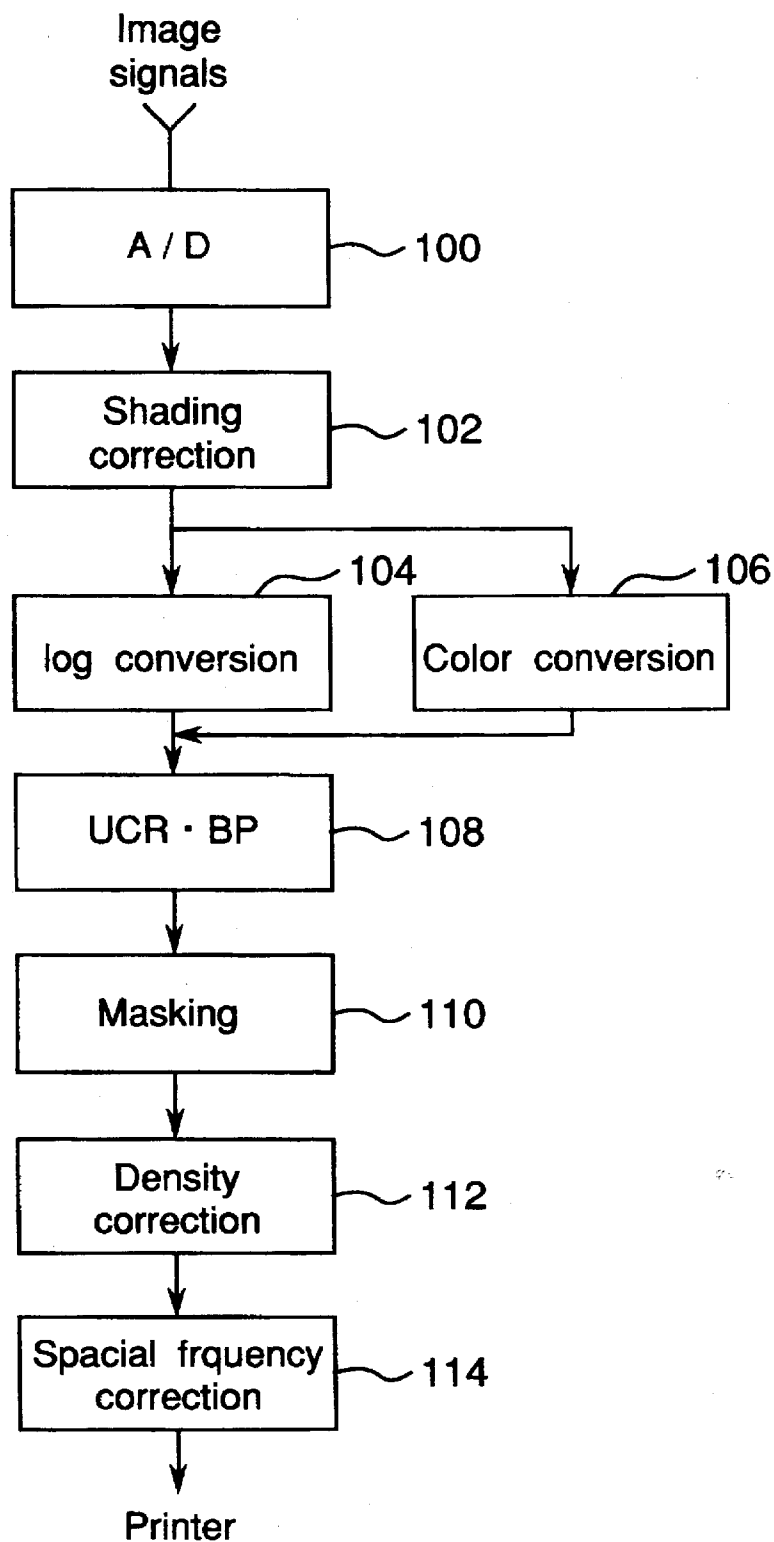 Image
signals
A / D
100
Shading
correction
102
104
106
log conversion
Color conversion
UCR · BP
108
Masking
110
Density
correction
112
Spacial frquency
correction
114
Printer